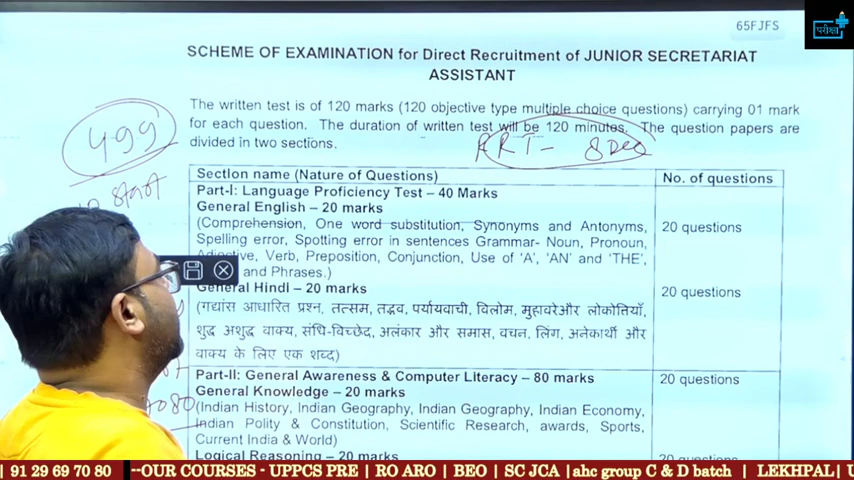 65FJFS
परीक्षा
SCHEME OF EXAMINATION for Direct Recruitment of JUNIOR SECRETARIAT
ASSISTANT
The written test is of 120 marks (120 objective type multiple choice questions) carrying 01 mark
for each question. The duration of written test will be 120 minutes. The question papers are
divided in two sections.
499
RRT- 8 Dec
Section name (Nature of Questions)
No. of questions
Part-I: Language Proficiency Test – 40 Marks
General English – 20 marks
(Comprehension, One word substitution, Synonyms and Antonyms,
20 questions
Spelling error, Spotting error in sentences Grammar- Noun, Pronoun,
Adjective, Verb, Preposition, Conjunction, Use of 'A', 'AN' and 'THE',
and Phrases.)
General Hindi – 20 marks
20 questions
(गद्यांस आधारित प्रश्न, तत्सम, तद्भव, पर्यायवाची, विलोम, मुहावरेऔर लोकोत्तियाँ,
शुद्ध अशुद्ध वाक्य, संधि-विच्छेद, अलंकार और समास, वचन, लिंग, अनेकार्थी और
वाक्य के लिए एक शब्द)
Part-II: General Awareness & Computer Literacy – 80 marks
20 questions
General Knowledge – 20 marks
80
(Indian History, Indian Geography, Indian Geography, Indian Economy,
Indian Polity & Constitution, Scientific Research, awards, Sports,
Current India & World)
Logical Reasoning – 20 marks
20 questions
| 91 29 69 70 80 --OUR COURSES - UPPCS PRE | RO ARO | BEO | SC JCA |ahc group C & D batch | LEKHPAL| U